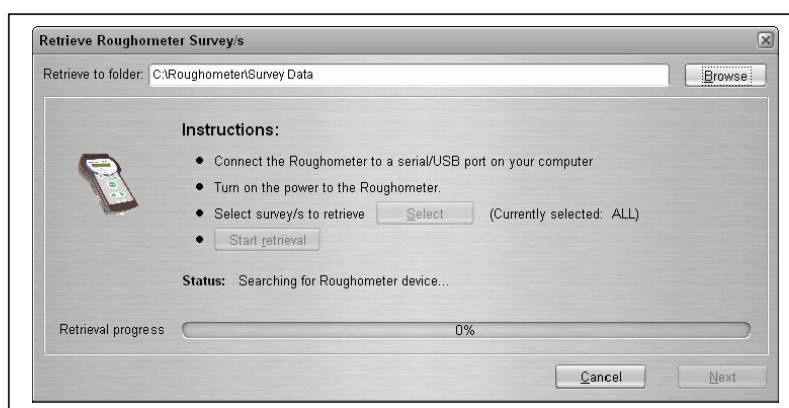 Retrieve Roughometer Survey/s
Retrieve to folder: C:\Roughometer\Survey Data Browse
Instructions:
• Connect the Roughometer to a serial/USB port on your computer
• Turn on the power to the Roughometer.
• Select survey/s to retrieve Select (Currently selected: ALL)
• Start retrieval
Status: Searching for Roughometer device...
Retrieval progress 0%
Cancel Next